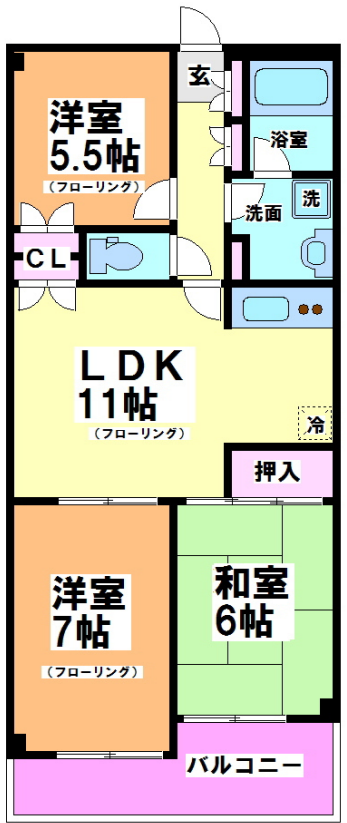 玄
洋室
5.5帖
(フローリング)
浴室
洗面
洗
CL
LDK
11帖
(フローリング)
冷
押入
洋室
7帖
(フローリング)
和室
6帖
バルコニー